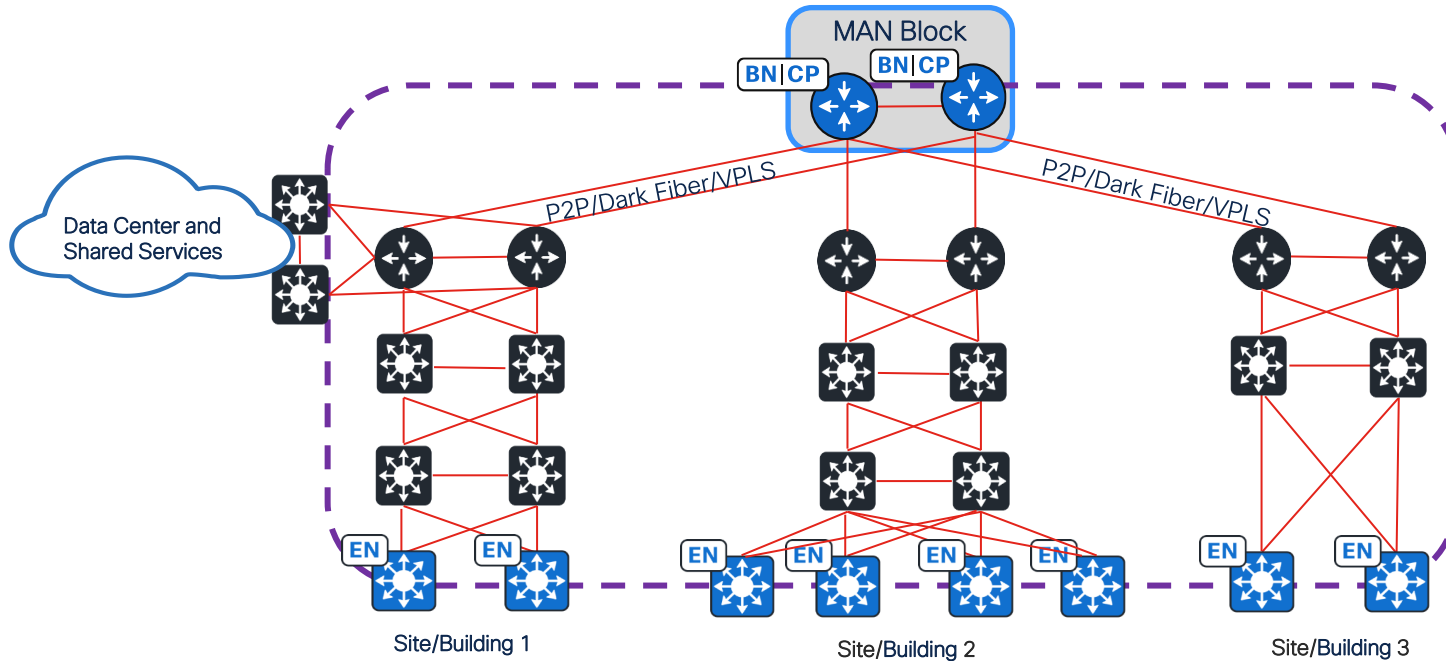 MAN Block
BN|CP
BN|CP
P2P/Dark Fiber/VPLS
P2P/Dark Fiber/VPLS
Data Center and
Shared Services
EN
EN
EN
EN
EN
EN
EN
EN
Site/Building 1
Site/Building 2
Site/Building 3